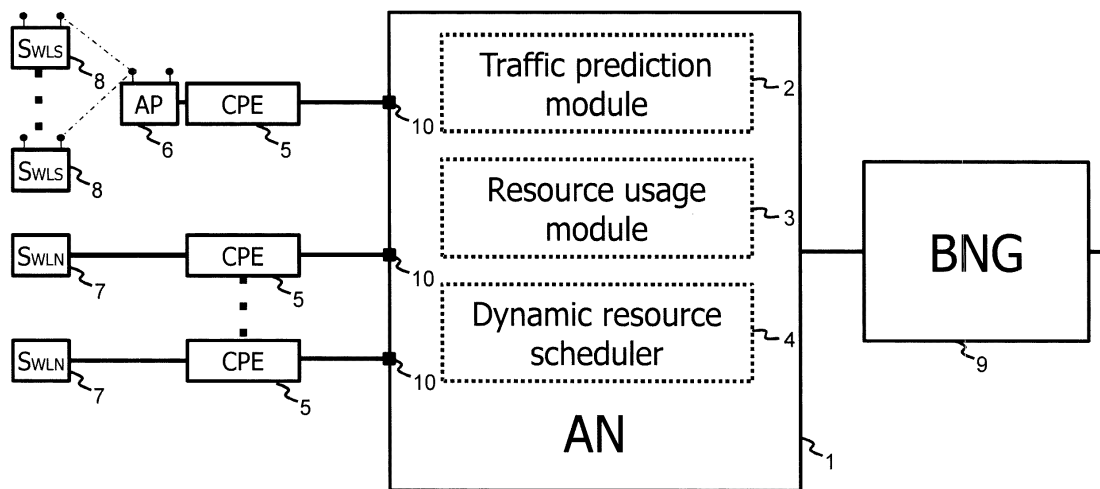 SWLS
8
SWLS
8
AP
6
CPE
5
10
Traffic prediction
module
2
Resource usage
module
3
SWLN
7
CPE
5
10
Dynamic resource
scheduler
4
SWLN
7
CPE
5
10
AN
1
BNG
9